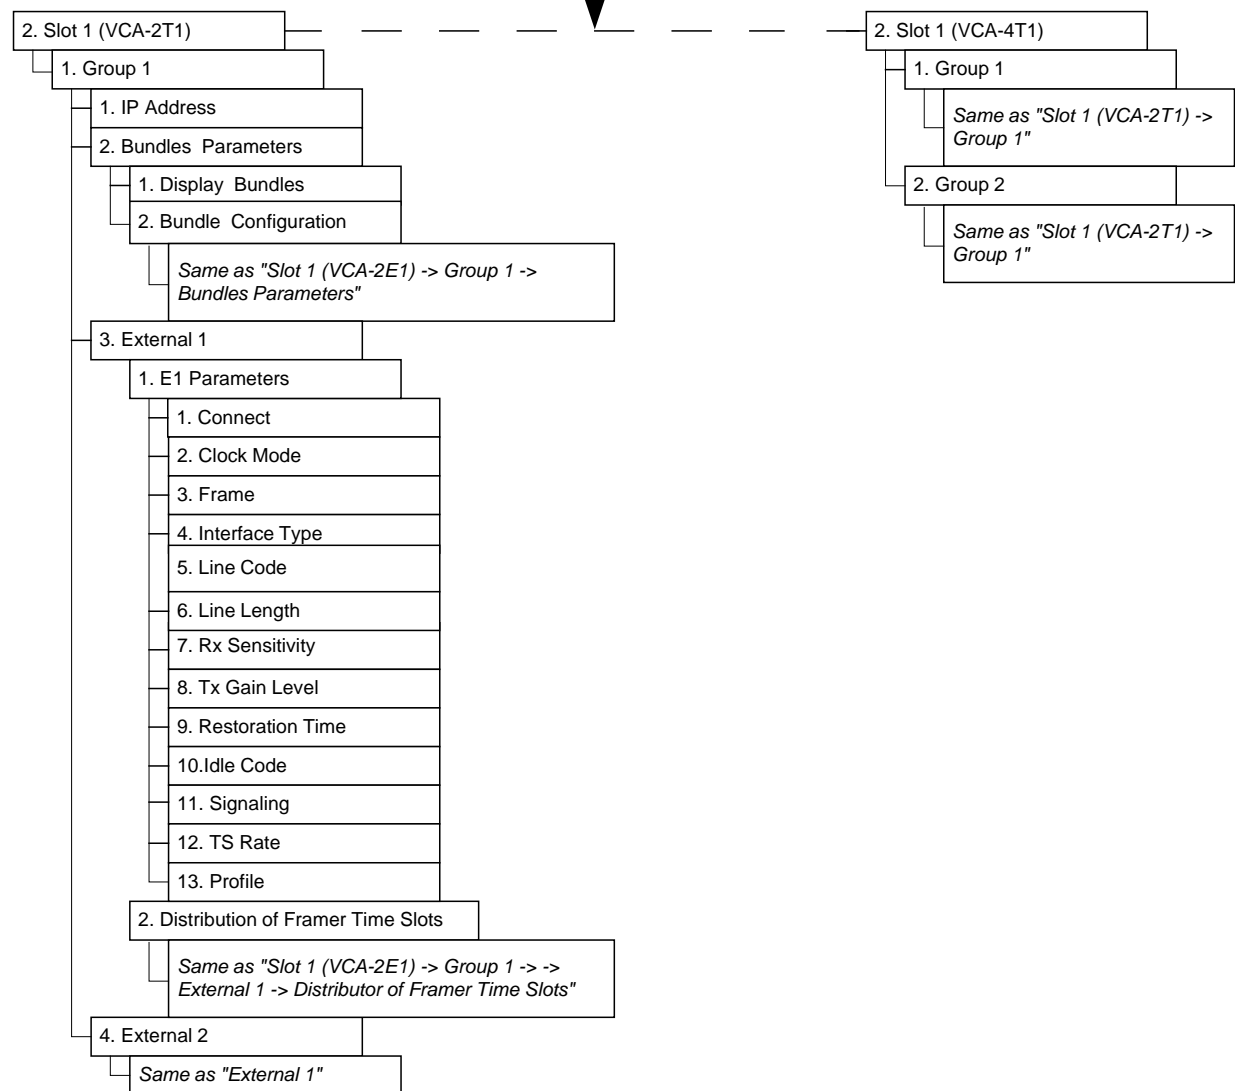 2. Slot 1 (VCA-2T1)
1. Group 1
1. IP Address
2. Bundles Parameters
1. Display Bundles
2. Bundle Configuration
Same as "Slot 1 (VCA-2E1) -> Group 1 ->
Bundles Parameters"
3. External 1
1. E1 Parameters
1. Connect
2. Clock Mode
3. Frame
4. Interface Type
5. Line Code
6. Line Length
7. Rx Sensitivity
8. Tx Gain Level
9. Restoration Time
10.Idle Code
11. Signaling
12. TS Rate
13. Profile
2. Distribution of Framer Time Slots
Same as "Slot 1 (VCA-2E1) -> Group 1 -> ->
External 1 -> Distributor of Framer Time Slots"
4. External 2
Same as "External 1"
2. Slot 1 (VCA-4T1)
1. Group 1
Same as "Slot 1 (VCA-2T1) ->
Group 1"
2. Group 2
Same as "Slot 1 (VCA-2T1) ->
Group 1"